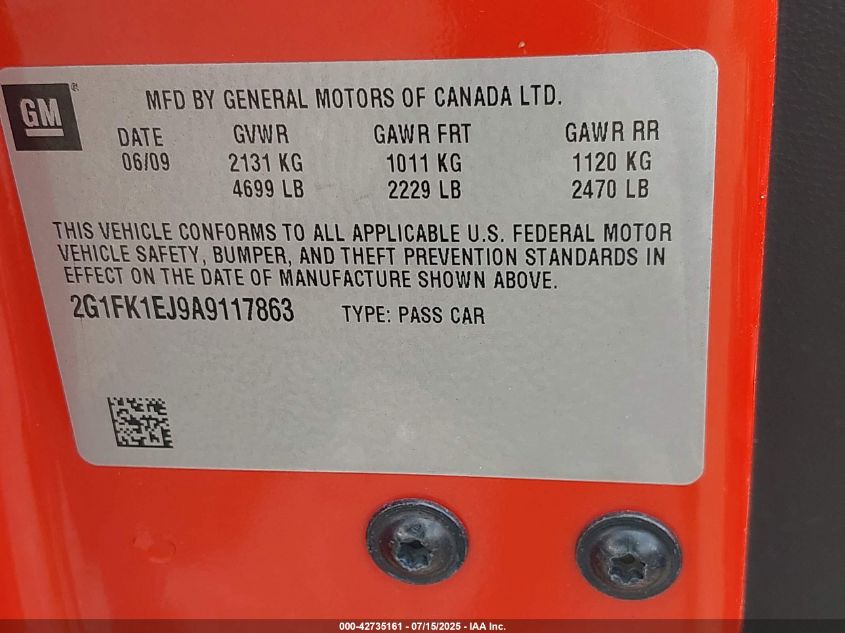 GM®
MFD BY GENERAL MOTORS OF CANADA LTD.
DATE GVWR GAWR FRT GAWR RR
06/09 2131 KG 1011 KG 1120 KG
4699 LB 2229 LB 2470 LB
THIS VEHICLE CONFORMS TO ALL APPLICABLE U.S. FEDERAL MOTOR
VEHICLE SAFETY, BUMPER, AND THEFT PREVENTION STANDARDS IN
EFFECT ON THE DATE OF MANUFACTURE SHOWN ABOVE.
2G1FK1EJ9A9117863 TYPE: PASS CAR
000-42735161 - 07/15/2025 - IAA Inc.